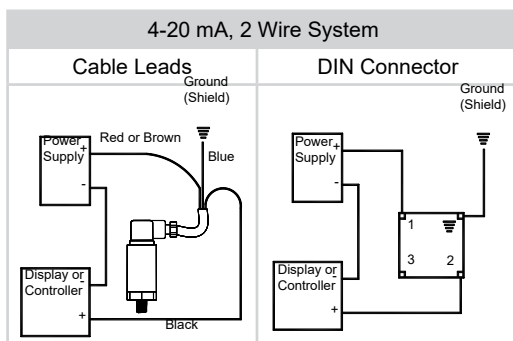 4-20 mA, 2 Wire System
Cable Leads
Ground
(Shield)
Power
Supply
+
-
Red or Brown
Blue
Display or
Controller
-
+
Black
DIN Connector
Ground
(Shield)
Power
Supply
+
-
1
3
2
Display or
Controller
-
+